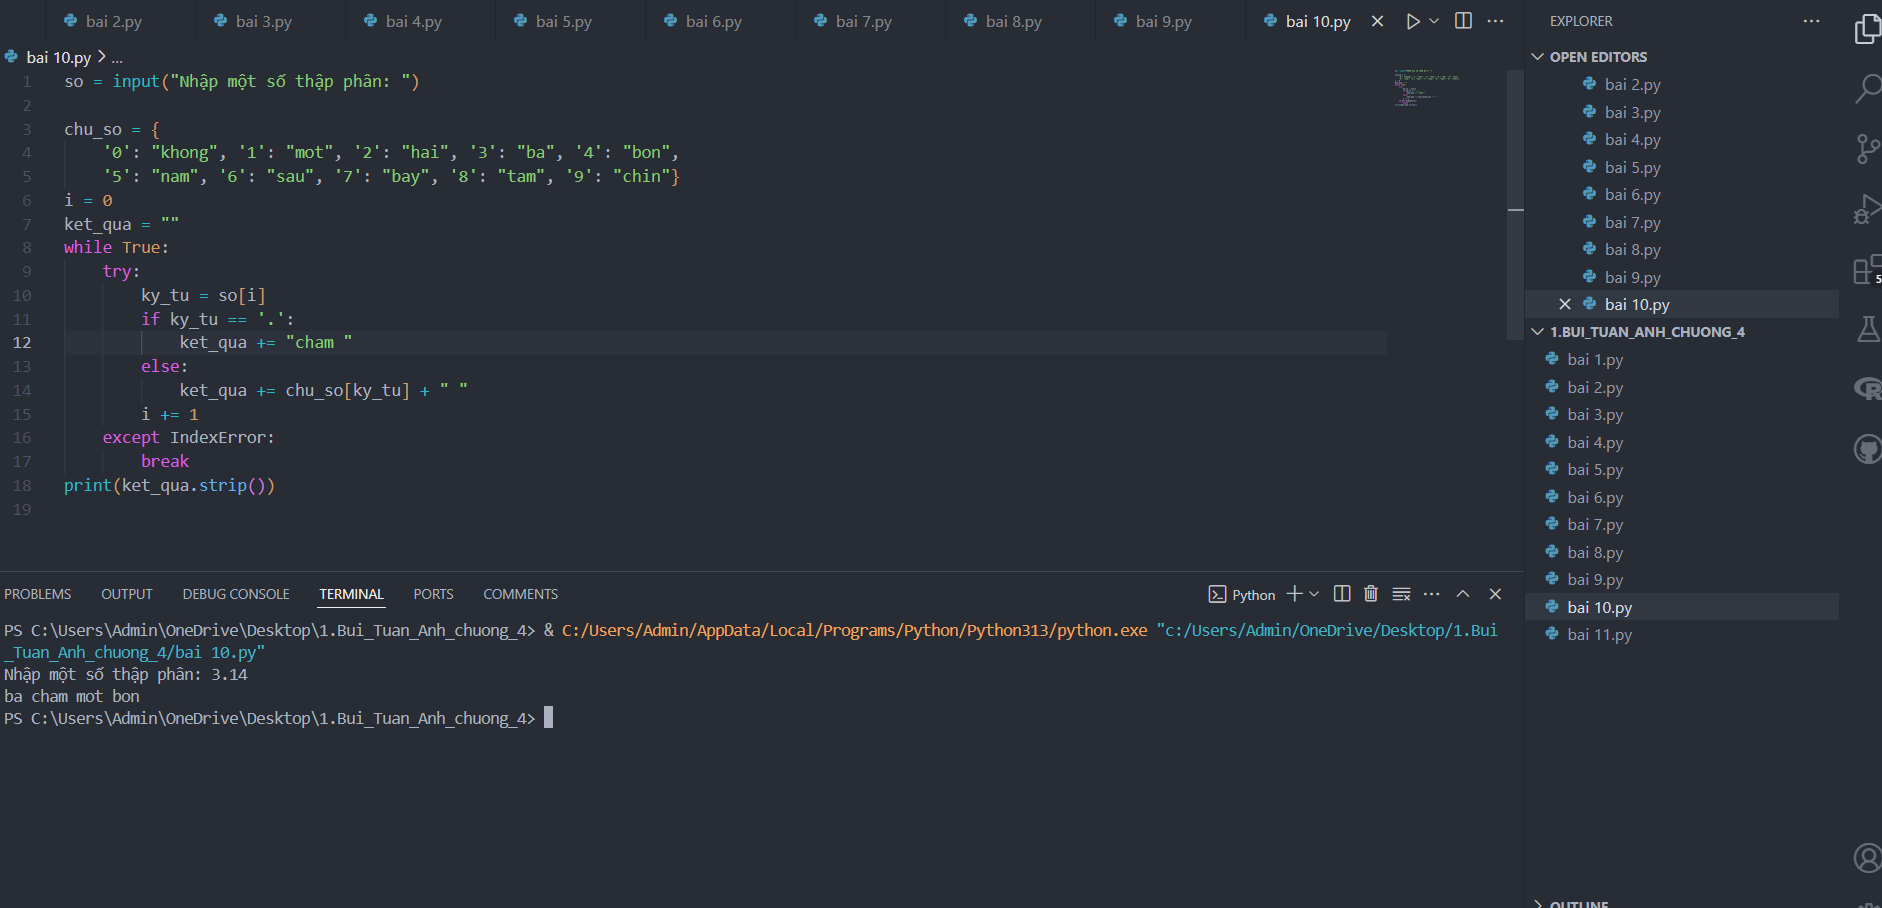 bai 2.py bai 3.py bai 4.py bai 5.py bai 6.py bai 7.py bai 8.py bai 9.py bai 10.py
bai 10.py > ...
1 so = input("Nhập một số thập phân: ")
2
3 chu_so = {
4 '0': "khong", '1': "mot", '2': "hai", '3': "ba", '4': "bon",
5 '5': "nam", '6': "sau", '7': "bay", '8': "tam", '9': "chin"}
6 i = 0
7 ket_qua = ""
8 while True:
9 try:
10 ky_tu = so[i]
11 if ky_tu == '.':
12 ket_qua += "cham "
13 else:
14 ket_qua += chu_so[ky_tu] + " "
15 i += 1
16 except IndexError:
17 break
18 print(ket_qua.strip())
19
PROBLEMS OUTPUT DEBUG CONSOLE TERMINAL PORTS COMMENTS
Python
PS C:\Users\Admin\OneDrive\Desktop\1.Bui_Tuan_Anh_chuong_4> & C:/Users/Admin/AppData/Local/Programs/Python/Python313/python.exe "c:/Users/Admin/OneDrive/Desktop/1.Bui
_Tuan_Anh_chuong_4/bai 10.py"
Nhập một số thập phân: 3.14
ba cham mot bon
PS C:\Users\Admin\OneDrive\Desktop\1.Bui_Tuan_Anh_chuong_4>
EXPLORER
OPEN EDITORS
bai 2.py
bai 3.py
bai 4.py
bai 5.py
bai 6.py
bai 7.py
bai 8.py
bai 9.py
bai 10.py
1.BUI_TUAN_ANH_CHUONG_4
bai 1.py
bai 2.py
bai 3.py
bai 4.py
bai 5.py
bai 6.py
bai 7.py
bai 8.py
bai 9.py
bai 10.py
bai 11.py
OUTLINE
5
R